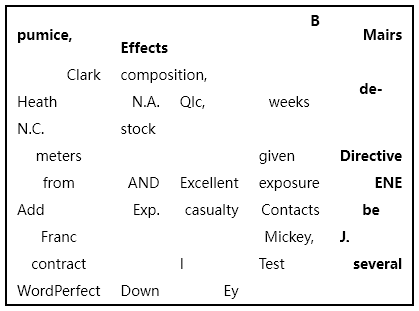 B
pumice, Mairs
Effects
Clark composition,
de-
Heath N.A. Qlc, weeks
N.C. stock
meters given Directive
from AND Excellent exposure ENE
Add Exp. casualty Contacts be
Franc Mickey, J.
contract I Test several
WordPerfect Down Ey